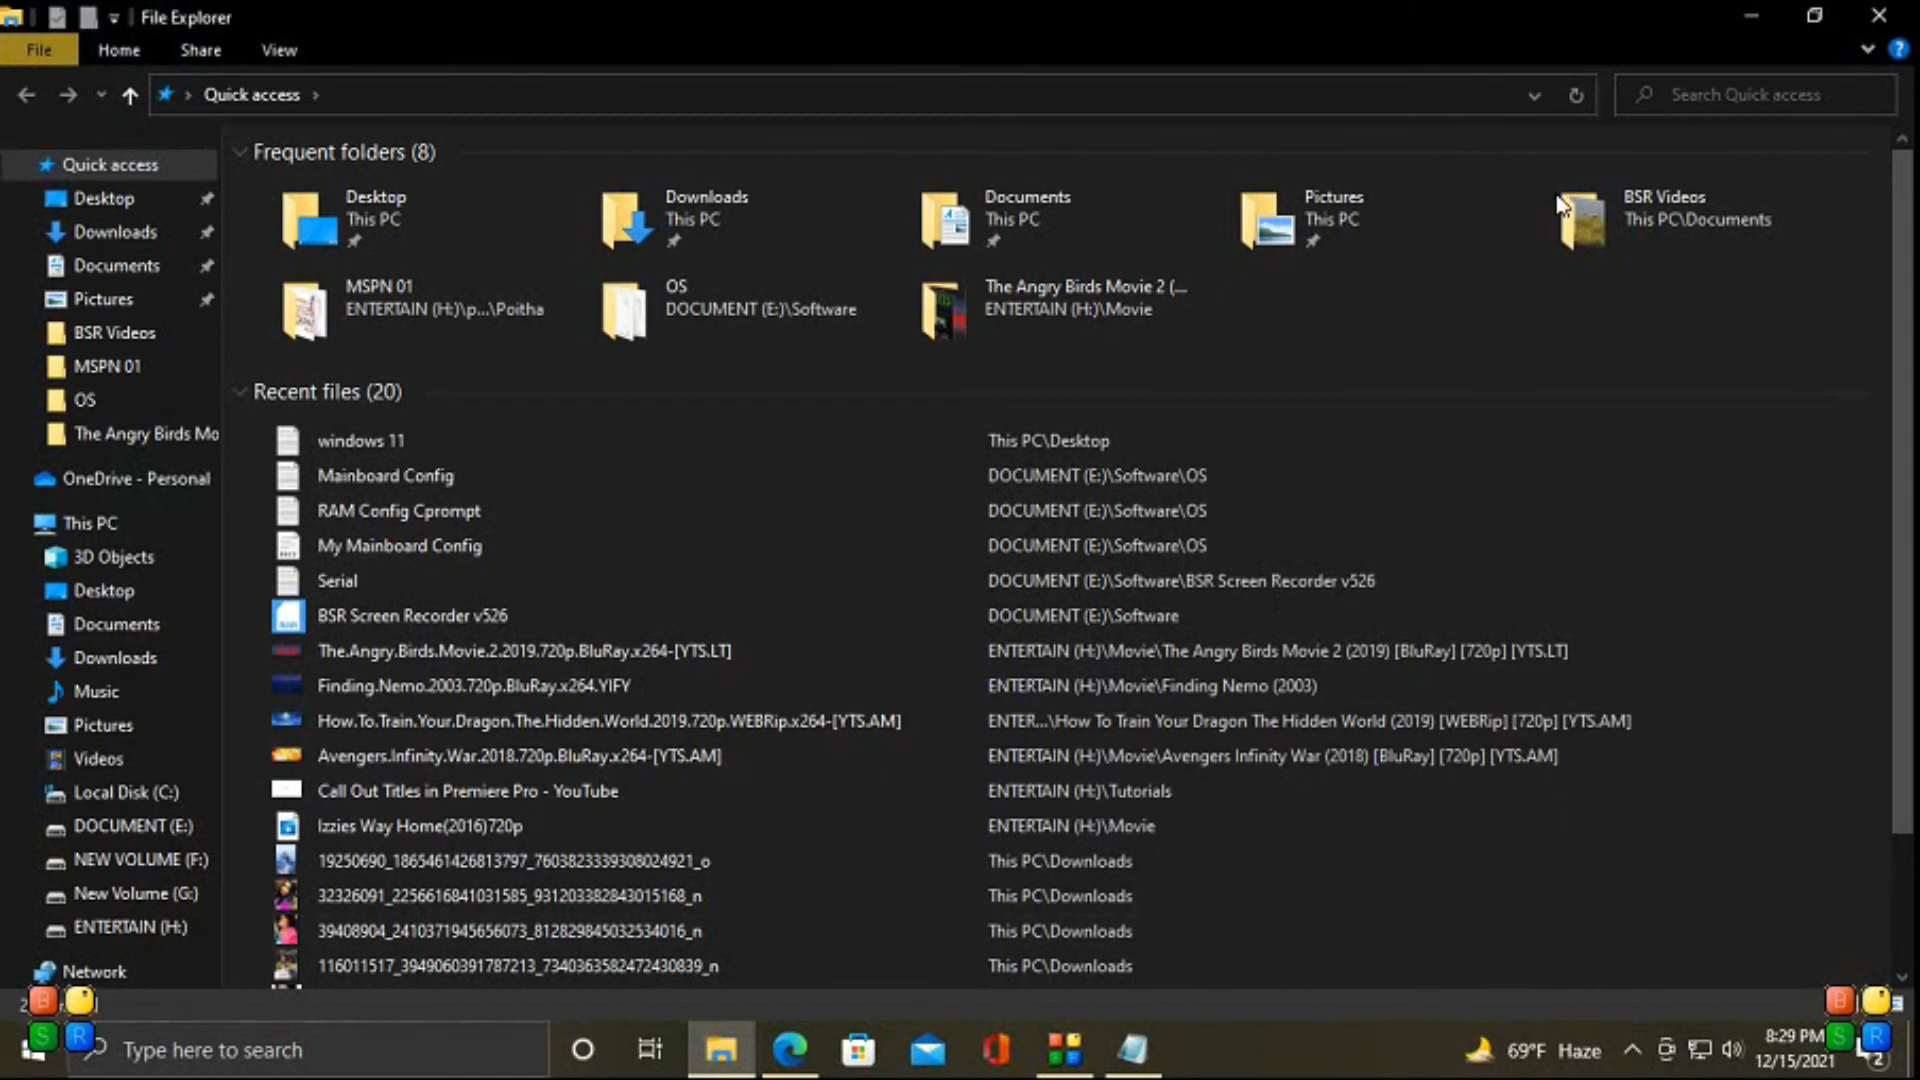 File Explorer
File Home Share View
Quick access
Search Quick access
Quick access
Desktop
Downloads
Documents
Pictures
BSR Videos
MSPN 01
OS
The Angry Birds Mo
OneDrive - Personal
This PC
3D Objects
Desktop
Documents
Downloads
Music
Pictures
Videos
Local Disk (C:)
DOCUMENT (E:)
NEW VOLUME (F:)
New Volume (G:)
ENTERTAIN (H:)
Network
Frequent folders (8)
Desktop
This PC
Downloads
This PC
Documents
This PC
Pictures
This PC
BSR Videos
This PC\Documents
MSPN 01
ENTERTAIN (H:)\p...\Poitha
OS
DOCUMENT (E:)\Software
The Angry Birds Movie 2 (...
ENTERTAIN (H:)\Movie
Recent files (20)
windows 11 This PC\Desktop
Mainboard Config DOCUMENT (E:)\Software\OS
RAM Config Cprompt DOCUMENT (E:)\Software\OS
My Mainboard Config DOCUMENT (E:)\Software\OS
Serial DOCUMENT (E:)\Software\BSR Screen Recorder v526
BSR Screen Recorder v526 DOCUMENT (E:)\Software
The.Angry.Birds.Movie.2.2019.720p.BluRay.x264-[YTS.LT] ENTERTAIN (H:)\Movie\The Angry Birds Movie 2 (2019) [BluRay] [720p] [YTS.LT]
Finding.Nemo.2003.720p.BluRay.x264.YIFY ENTERTAIN (H:)\Movie\Finding Nemo (2003)
How.To.Train.Your.Dragon.The.Hidden.World.2019.720p.WEBRip.x264-[YTS.AM] ENTER...\How To Train Your Dragon The Hidden World (2019) [WEBRip] [720p] [YTS.AM]
Avengers.Infinity.War.2018.720p.BluRay.x264-[YTS.AM] ENTERTAIN (H:)\Movie\Avengers Infinity War (2018) [BluRay] [720p] [YTS.AM]
Call Out Titles in Premiere Pro - YouTube ENTERTAIN (H:)\Tutorials
Izzies Way Home(2016)720p ENTERTAIN (H:)\Movie
19250690_1865461426813797_7603823339308024921_o This PC\Downloads
32326091_2256616841031585_931203382843015168_n This PC\Downloads
39408904_2410371945656073_812829845032534016_n This PC\Downloads
116011517_3949060391787213_7340363582472430839_n This PC\Downloads
B
S R
B
S R
Type here to search
69°F Haze
8:29 PM
12/15/2021
2